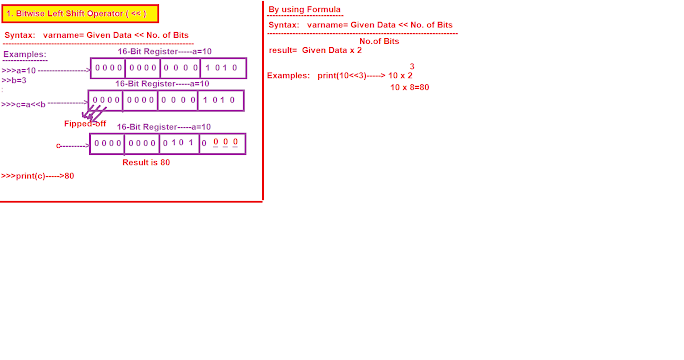 1. Bitwise Left Shift Operator ( << )
Syntax: varname= Given Data << No. of Bits
Examples:
16-Bit Register-----a=10
>>>a=10 ------------------>
0 0 0 0 0 0 0 0 0 0 0 0 1 0 1 0
>>b=3
16-Bit Register-----a=10
:
>>>c=a<<b ------------->
0 0 0 0 0 0 0 0 0 0 0 0 1 0 1 0
Fipped-off
16-Bit Register-----a=10
c--------->
0 0 0 0 0 0 0 0 0 1 0 1 0 0 0 0
Result is 80
>>>print(c)----->80
By using Formula
Syntax: varname= Given Data << No. of Bits
No.of Bits
result= Given Data x 2
3
Examples: print(10<<3)-----> 10 x 2
10 x 8=80